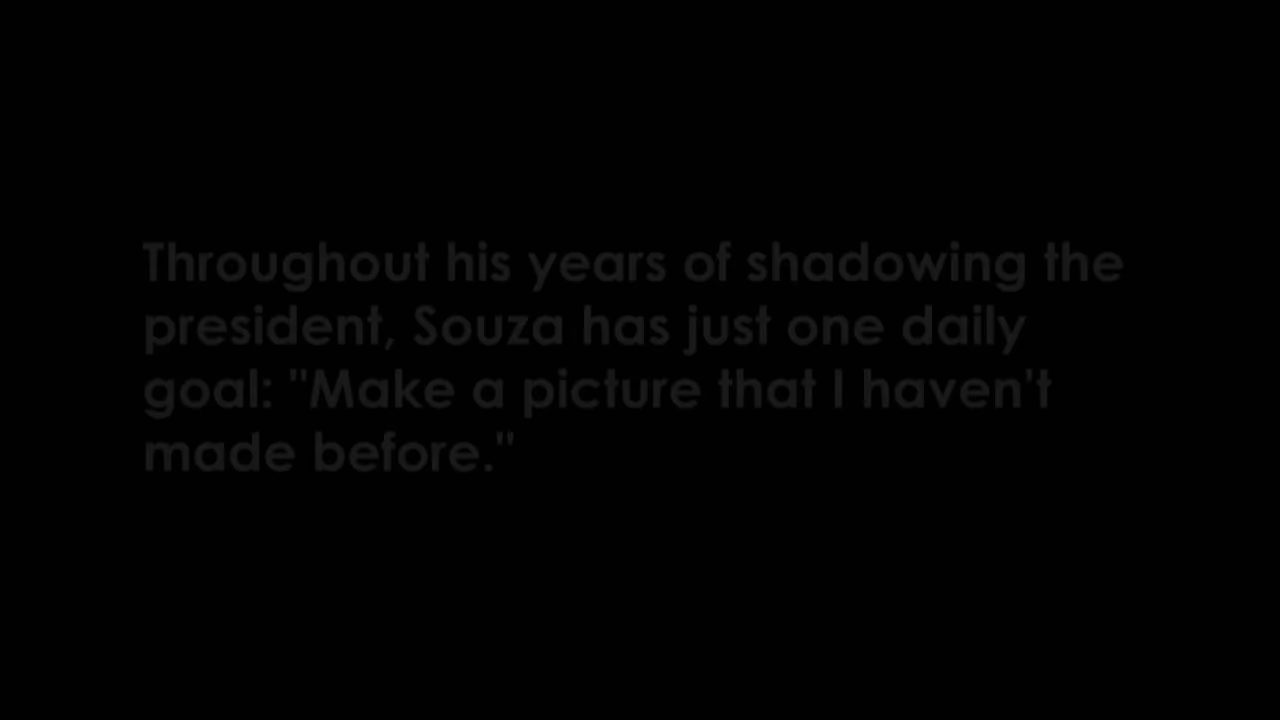 Throughout his years of shadowing the
president, Souza has just one daily
goal: "Make a picture that I haven't
made before."